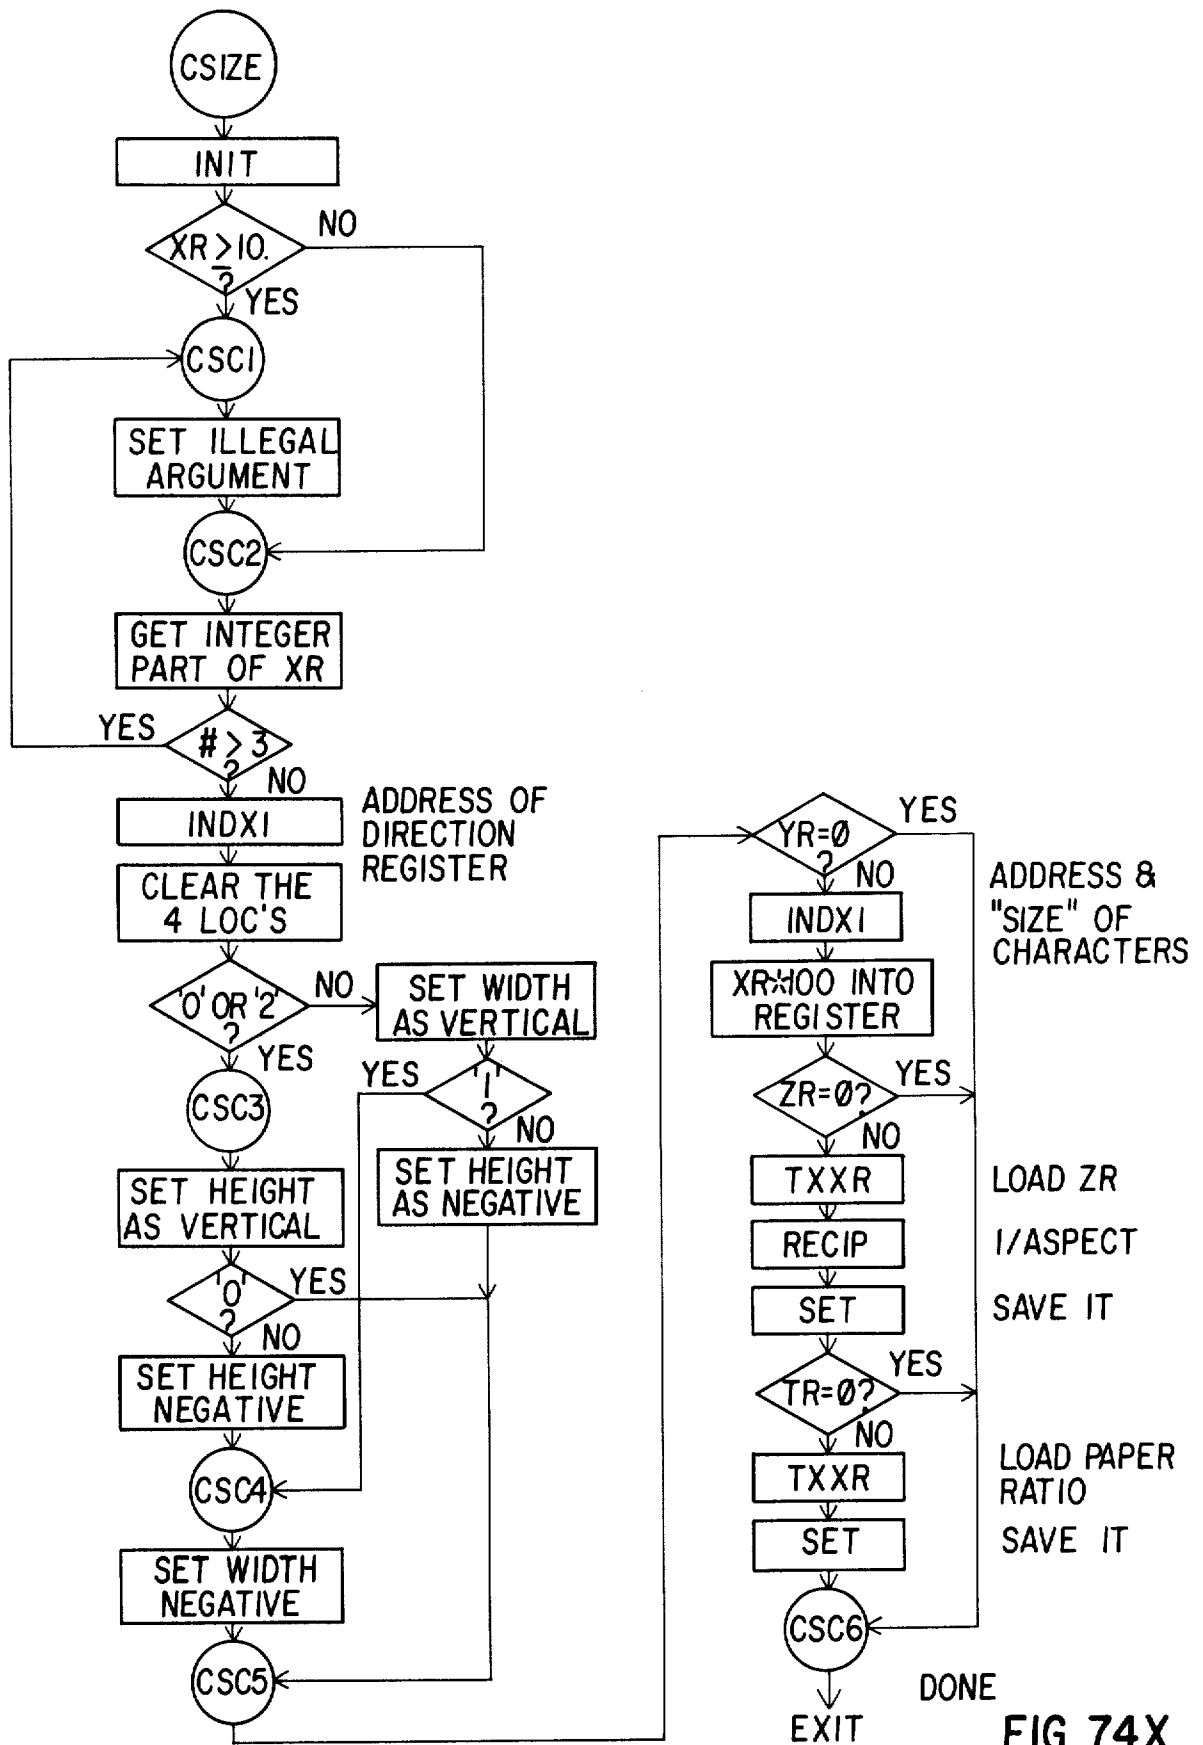 CSIZE
INIT
XR ≥ 10.
?
NO
YES
CSC1
SET ILLEGAL
ARGUMENT
CSC2
GET INTEGER
PART OF XR
YES
# > 3
?
NO
INDX1
ADDRESS OF
DIRECTION
REGISTER
CLEAR THE
4 LOC'S
'0' OR '2'
?
NO
YES
SET WIDTH
AS VERTICAL
CSC3
YES
'1'
?
NO
SET HEIGHT
AS NEGATIVE
SET HEIGHT
AS VERTICAL
'0'
?
YES
NO
SET HEIGHT
NEGATIVE
CSC4
SET WIDTH
NEGATIVE
CSC5
YR=Ø
?
YES
NO
INDX1
ADDRESS &
"SIZE" OF
CHARACTERS
XR*100 INTO
REGISTER
ZR=Ø?
YES
NO
TXXR
LOAD ZR
RECIP
1/ASPECT
SET
SAVE IT
TR=Ø?
YES
NO
TXXR
LOAD PAPER
RATIO
SET
SAVE IT
CSC6
DONE
EXIT
FIG 74X